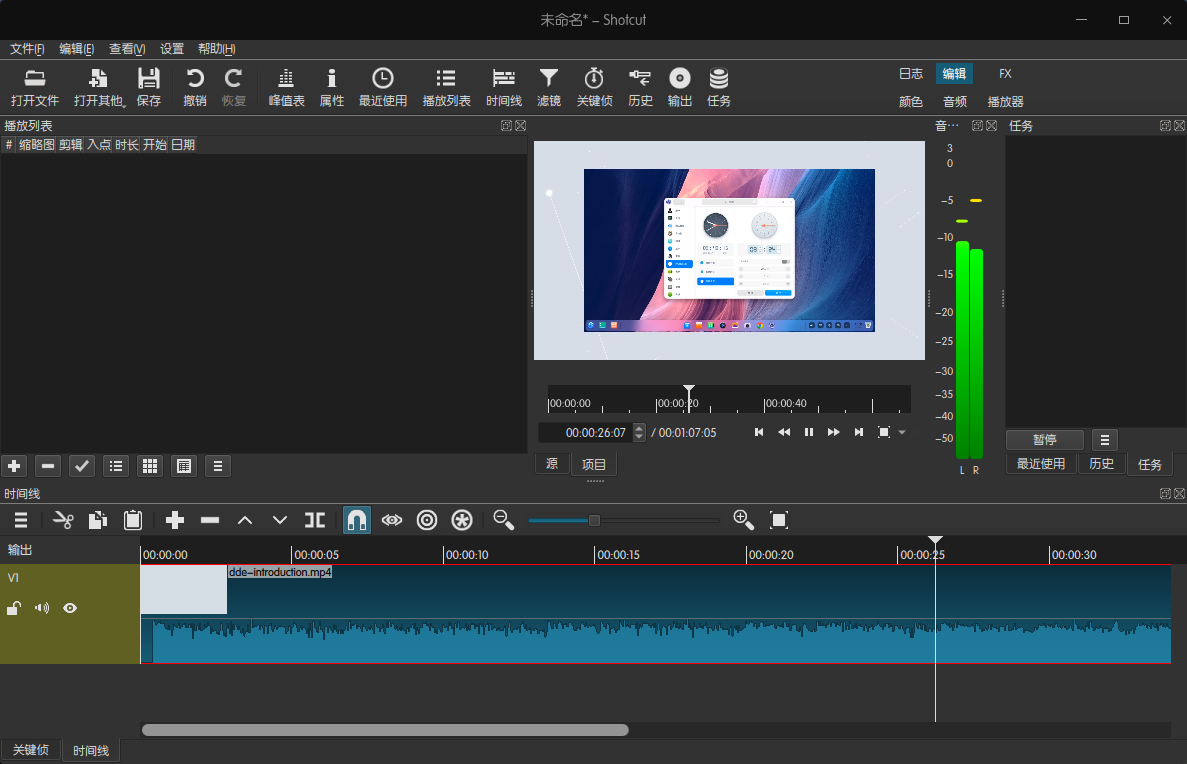 未命名* – Shotcut
文件(F) 编辑(E) 查看(V) 设置 帮助(H)
打开文件 打开其他.. 保存 撤销 恢复 峰值表 属性 最近使用 播放列表 时间线 滤镜 关键侦 历史 输出 任务
日志 编辑 FX
颜色 音频 播放器
播放列表
# 缩略图 剪辑 入点 时长 开始 日期
音…
3
0
–5
–10
–15
–20
–25
–30
–35
–40
–50
L R
任务
暂停
最近使用 历史 任务
00:00:00 00:00:20 00:00:40
00:00:26:07 / 00:01:07:05
源 项目
时间线
输出
00:00:00 00:00:05 00:00:10 00:00:15 00:00:20 00:00:25 00:00:30
V1
dde-introduction.mp4
关键侦 时间线